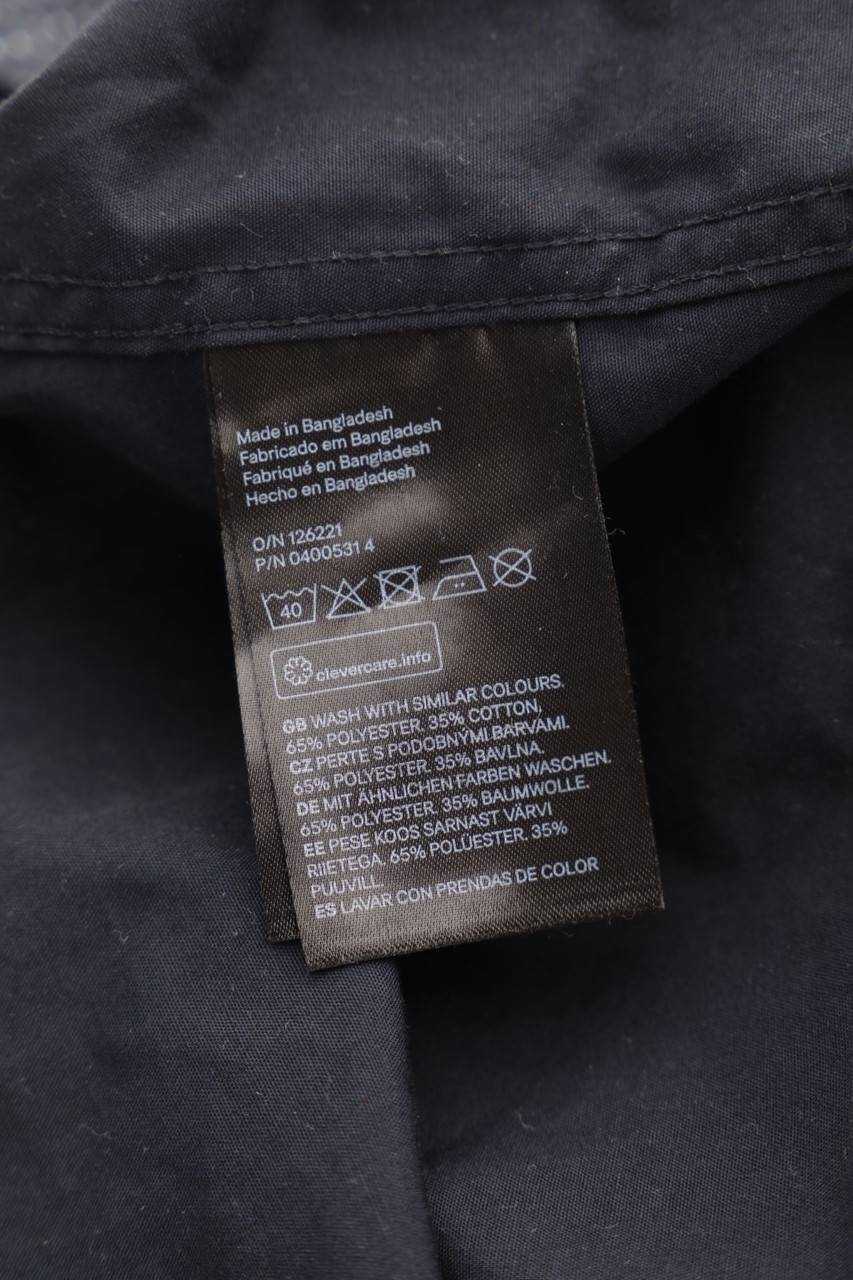 Made in Bangladesh
Fabricado em Bangladesh
Fabriqué en Bangladesh
Hecho en Bangladesh
O/N 126221
P/N 0400531 4
40
clevercare.info
GB WASH WITH SIMILAR COLOURS.
65% POLYESTER. 35% COTTON.
CZ PERTE S PODOBNÝMI BARVAMI.
65% POLYESTER. 35% BAVLNA.
DE MIT ÄHNLICHEN FARBEN WASCHEN.
65% POLYESTER. 35% BAUMWOLLE.
EE PESE KOOS SARNAST VÄRVI
RIIETEGA. 65% POLÜESTER. 35%
PUUVILL.
ES LAVAR CON PRENDAS DE COLOR